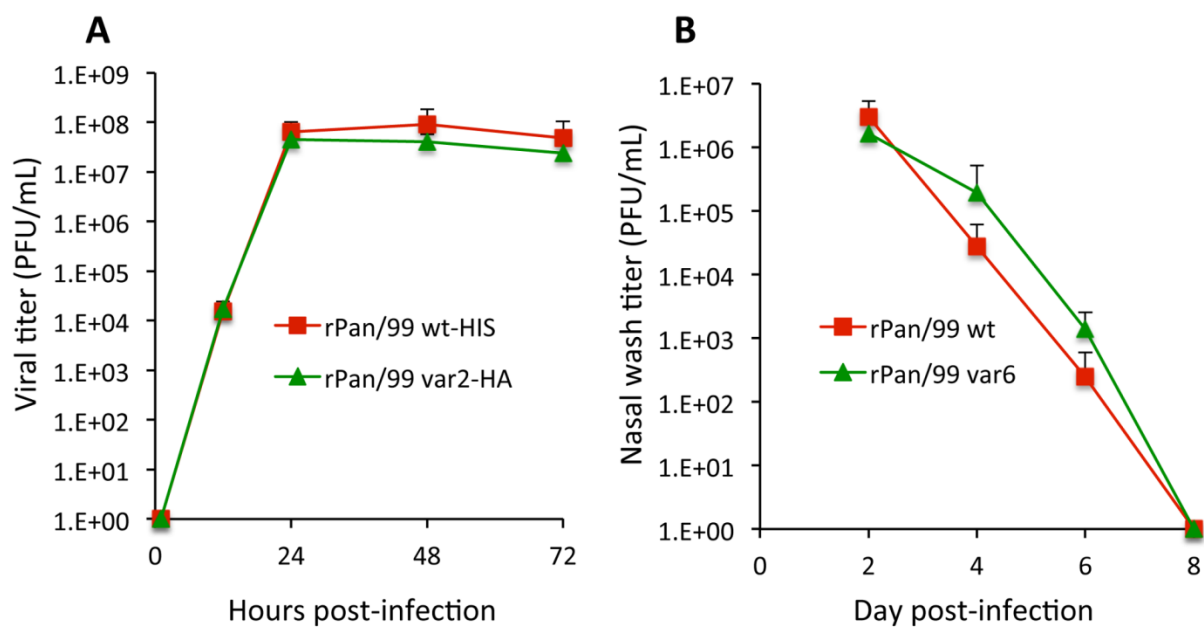 A
Viral titer (PFU/mL)
1.E+09
1.E+08
1.E+07
1.E+06
1.E+05
1.E+04
1.E+03
1.E+02
1.E+01
1.E+00
rPan/99 wt-HIS
rPan/99 var2-HA
0 24 48 72
Hours post-infection
B
Nasal wash titer (PFU/mL)
1.E+07
1.E+06
1.E+05
1.E+04
1.E+03
1.E+02
1.E+01
1.E+00
rPan/99 wt
rPan/99 var6
0 2 4 6 8
Day post-infection